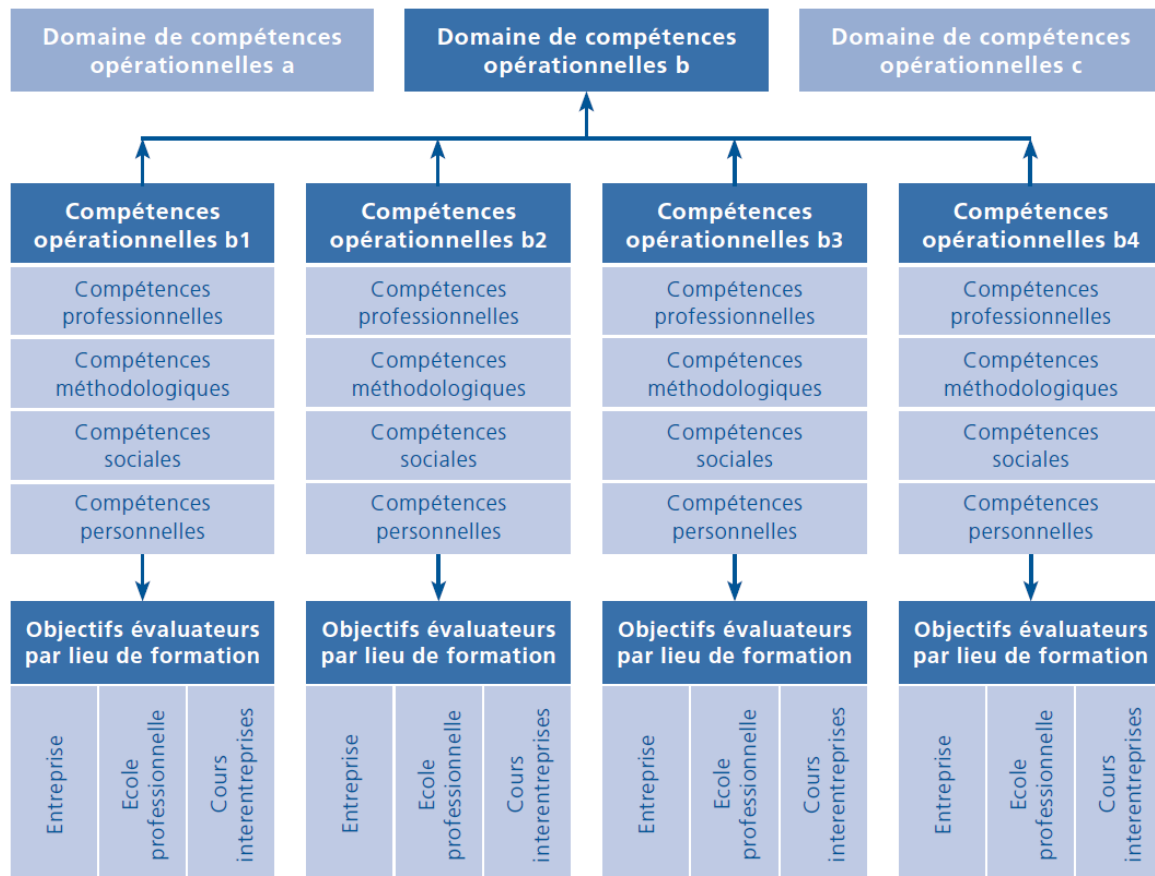 Domaine de compétences
opérationnelles a
Domaine de compétences
opérationnelles b
Domaine de compétences
opérationnelles c
Compétences
opérationnelles b1
Compétences
professionnelles
Compétences
méthodologiques
Compétences
sociales
Compétences
personnelles
Objectifs évaluateurs
par lieu de formation
Entreprise
Ecole
professionnelle
Cours
interentreprises
Compétences
opérationnelles b2
Compétences
professionnelles
Compétences
méthodologiques
Compétences
sociales
Compétences
personnelles
Objectifs évaluateurs
par lieu de formation
Entreprise
Ecole
professionnelle
Cours
interentreprises
Compétences
opérationnelles b3
Compétences
professionnelles
Compétences
méthodologiques
Compétences
sociales
Compétences
personnelles
Objectifs évaluateurs
par lieu de formation
Entreprise
Ecole
professionnelle
Cours
interentreprises
Compétences
opérationnelles b4
Compétences
professionnelles
Compétences
méthodologiques
Compétences
sociales
Compétences
personnelles
Objectifs évaluateurs
par lieu de formation
Entreprise
Ecole
professionnelle
Cours
interentreprises